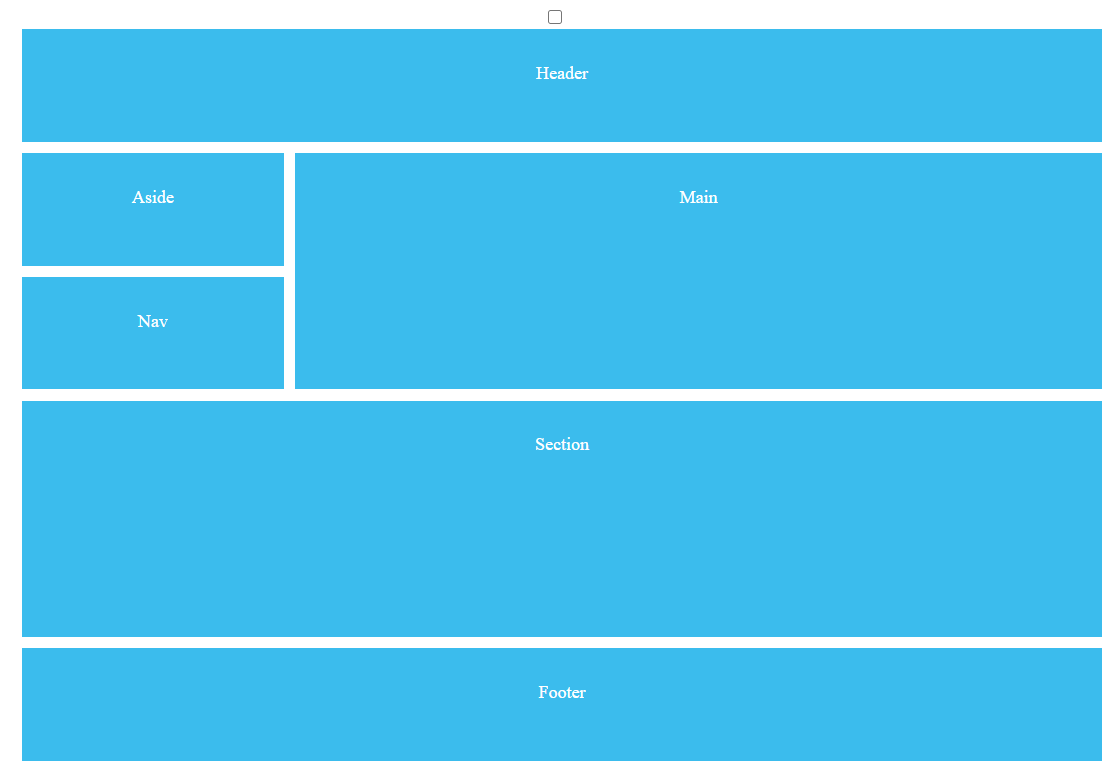 Header
Aside
Main
Nav
Section
Footer